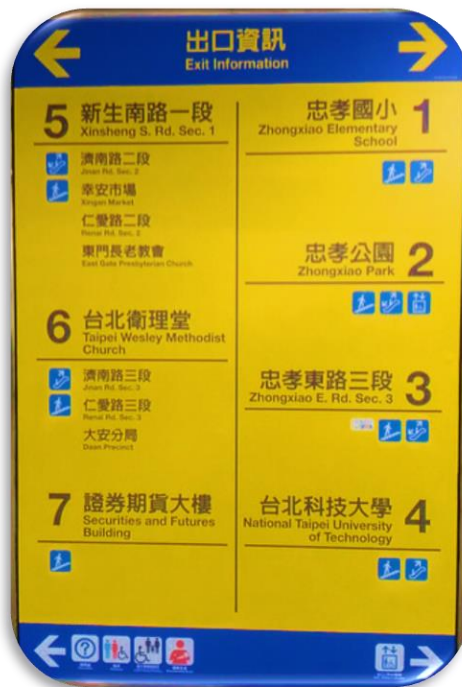 出口資訊
Exit Information
5 新生南路一段
Xinsheng S. Rd. Sec. 1
濟南路二段
Jinan Rd. Sec. 2
幸安市場
Xingan Market
仁愛路二段
Renai Rd. Sec. 2
東門長老教會
East Gate Presbyterian Church
6 台北衛理堂
Taipei Wesley Methodist
Church
濟南路三段
Jinan Rd. Sec. 3
仁愛路三段
Renai Rd. Sec. 3
大安分局
Daan Precinct
7 證券期貨大樓
Securities and Futures
Building
忠孝國小 1
Zhongxiao Elementary
School
忠孝公園 2
Zhongxiao Park
忠孝東路三段 3
Zhongxiao E. Rd. Sec. 3
台北科技大學 4
National Taipei University
of Technology